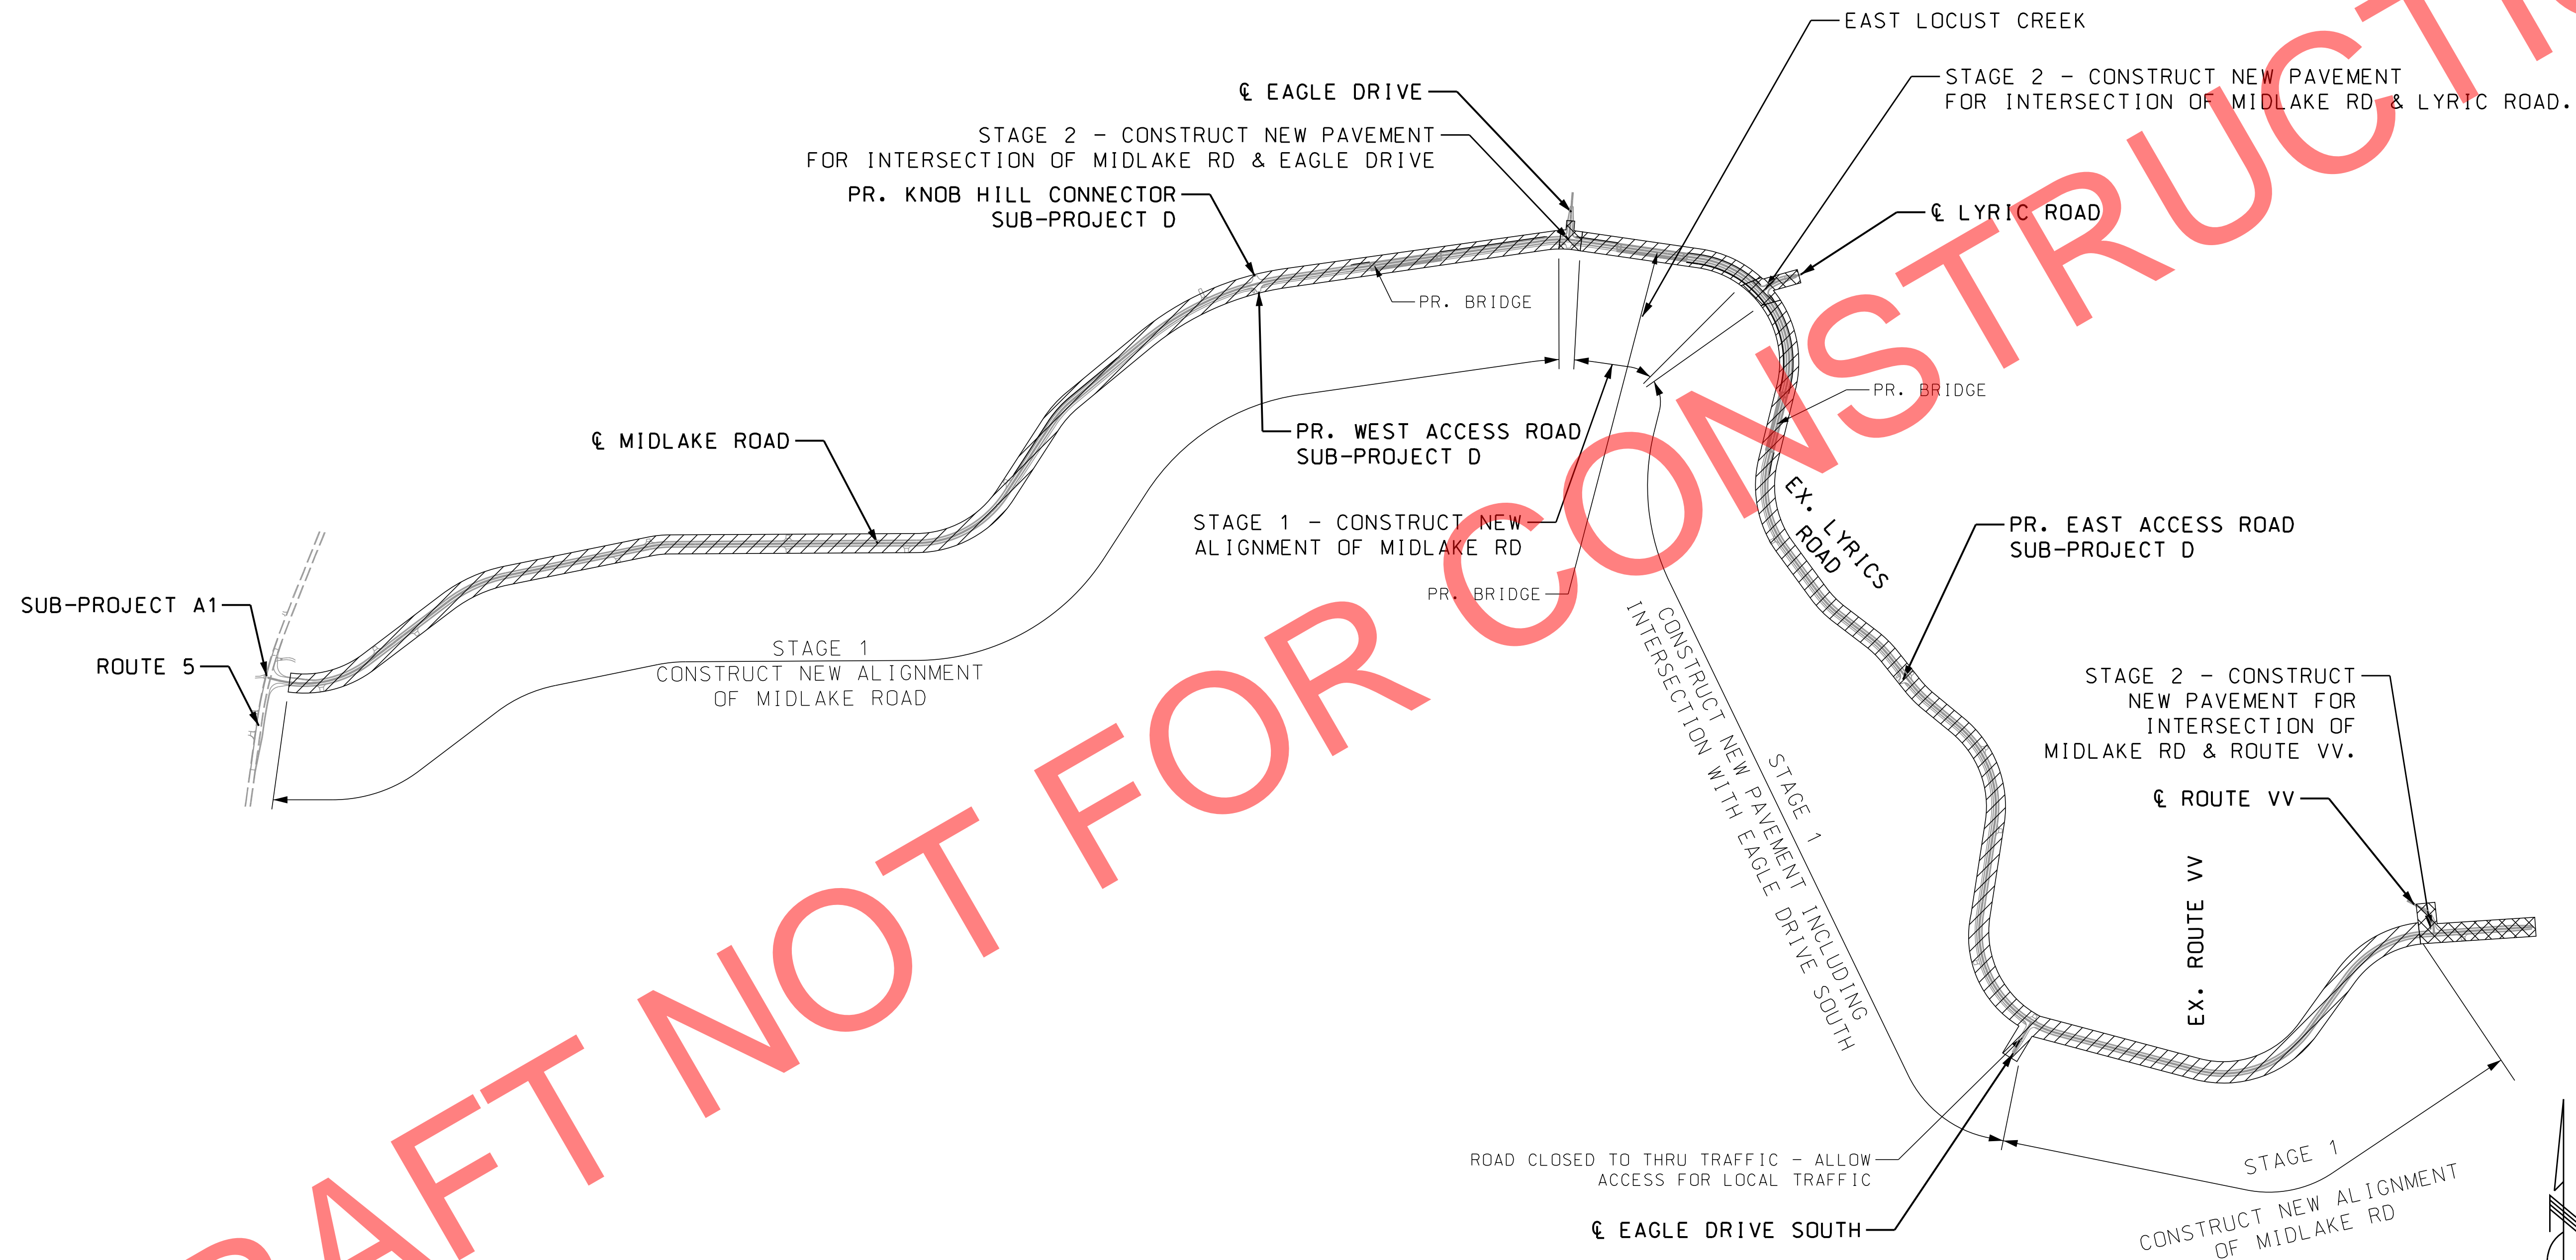 EAST LOCUST CREEK
STAGE 2 - CONSTRUCT NEW PAVEMENT
FOR INTERSECTION OF MIDLAKE RD & LYRIC ROAD.
℄ EAGLE DRIVE
STAGE 2 - CONSTRUCT NEW PAVEMENT
FOR INTERSECTION OF MIDLAKE RD & EAGLE DRIVE
PR. KNOB HILL CONNECTOR
SUB-PROJECT D
℄ LYRIC ROAD
PR. BRIDGE
PR. BRIDGE
℄ MIDLAKE ROAD
PR. WEST ACCESS ROAD
SUB-PROJECT D
STAGE 1 - CONSTRUCT NEW
ALIGNMENT OF MIDLAKE RD
PR. BRIDGE
EX. LYRICS
ROAD
PR. EAST ACCESS ROAD
SUB-PROJECT D
SUB-PROJECT A1
ROUTE 5
STAGE 1
CONSTRUCT NEW ALIGNMENT
OF MIDLAKE ROAD
STAGE 1
CONSTRUCT NEW PAVEMENT INCLUDING
INTERSECTION WITH EAGLE DRIVE SOUTH
STAGE 2 - CONSTRUCT
NEW PAVEMENT FOR
INTERSECTION OF
MIDLAKE RD & ROUTE VV.
℄ ROUTE VV
EX. ROUTE VV
ROAD CLOSED TO THRU TRAFFIC - ALLOW
ACCESS FOR LOCAL TRAFFIC
℄ EAGLE DRIVE SOUTH
STAGE 1
CONSTRUCT NEW ALIGNMENT
OF MIDLAKE RD
RAFT NOT FOR CONSTRUCTIO